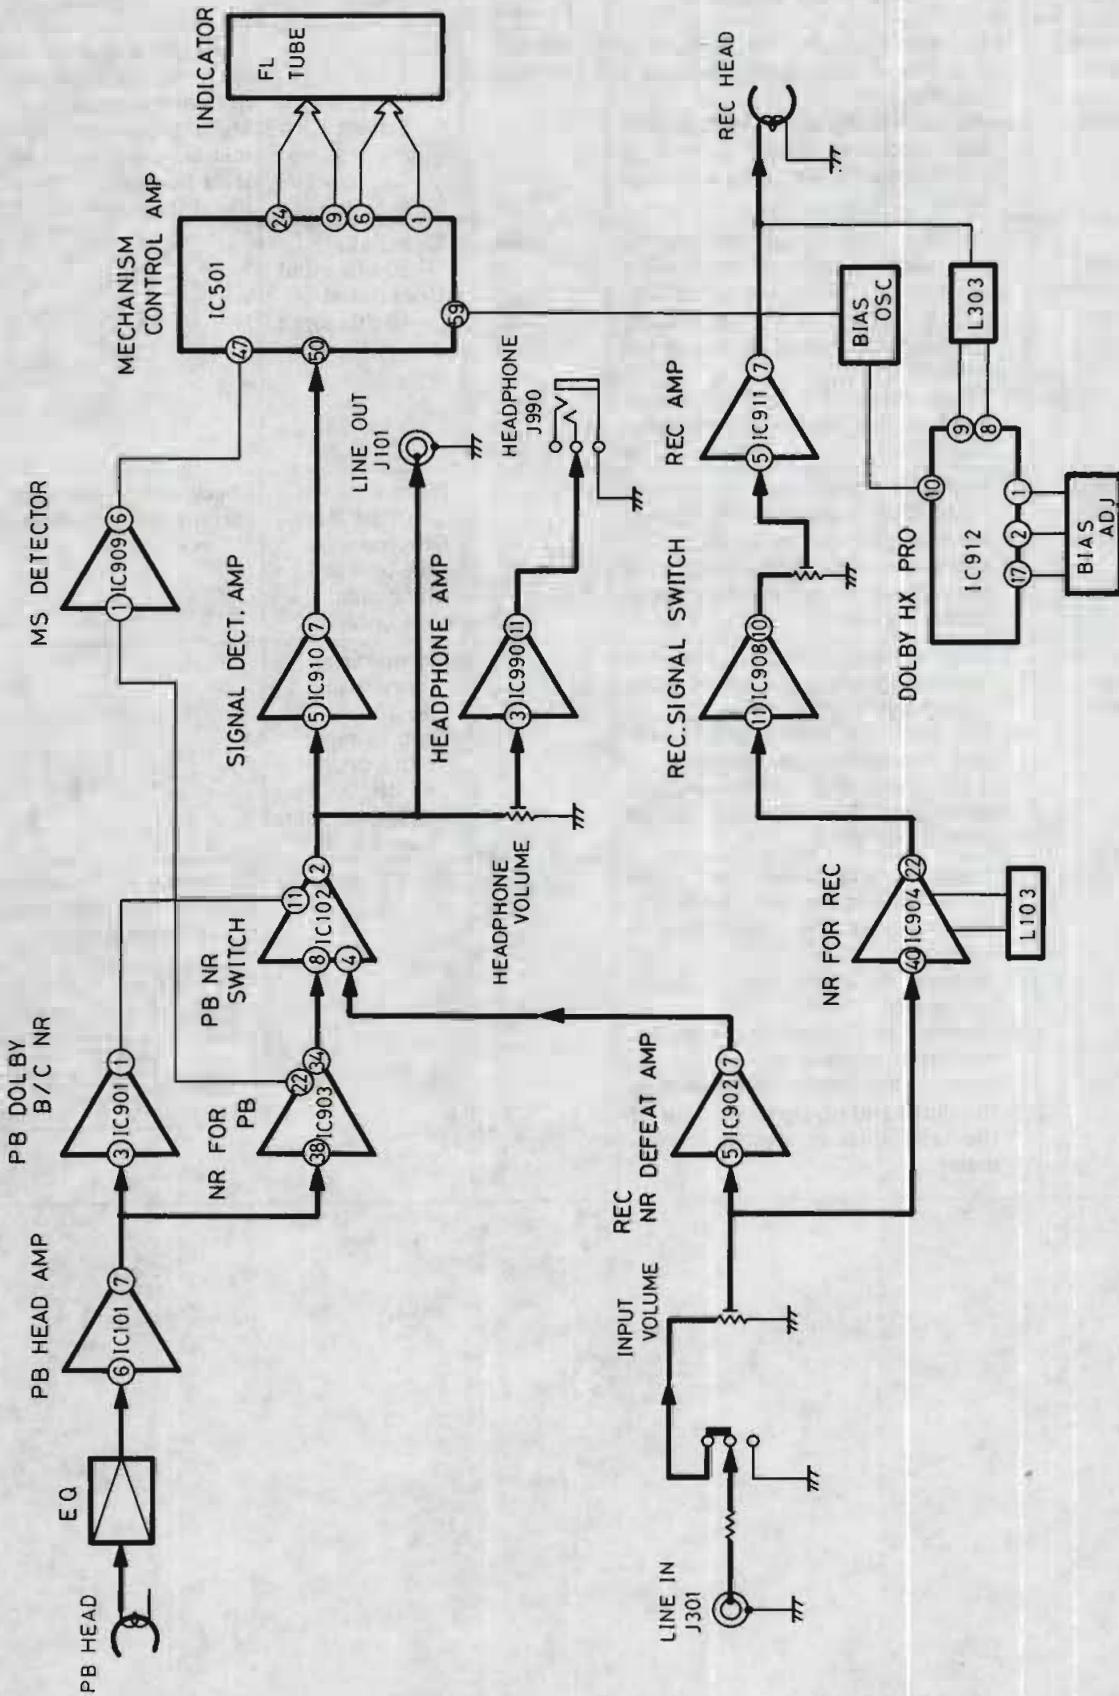 PB HEAD
EQ
PB HEAD AMP
6
IC101
7
PB DOLBY
B/C NR
3
IC901
1
NR FOR
PB
38
IC903
22
34
PB NR
SWITCH
8
4
IC102
11
2
MS DETECTOR
1
IC909
6
SIGNAL DECT. AMP
5
IC910
7
MECHANISM
CONTROL AMP
IC501
47
50
24
9
6
1
59
INDICATOR
FL
TUBE
LINE OUT
J101
HEADPHONE AMP
HEADPHONE
VOLUME
3
IC990
11
HEADPHONE
J990
LINE IN
J301
INPUT
VOLUME
REC
NR DEFEAT AMP
5
IC902
7
NR FOR REC
40
IC904
22
L103
REC.SIGNAL SWITCH
11
IC908
10
REC AMP
5
IC911
7
REC HEAD
BIAS
OSC
L303
DOLBY HX PRO
IC912
10
9
8
17
2
1
BIAS
ADJ